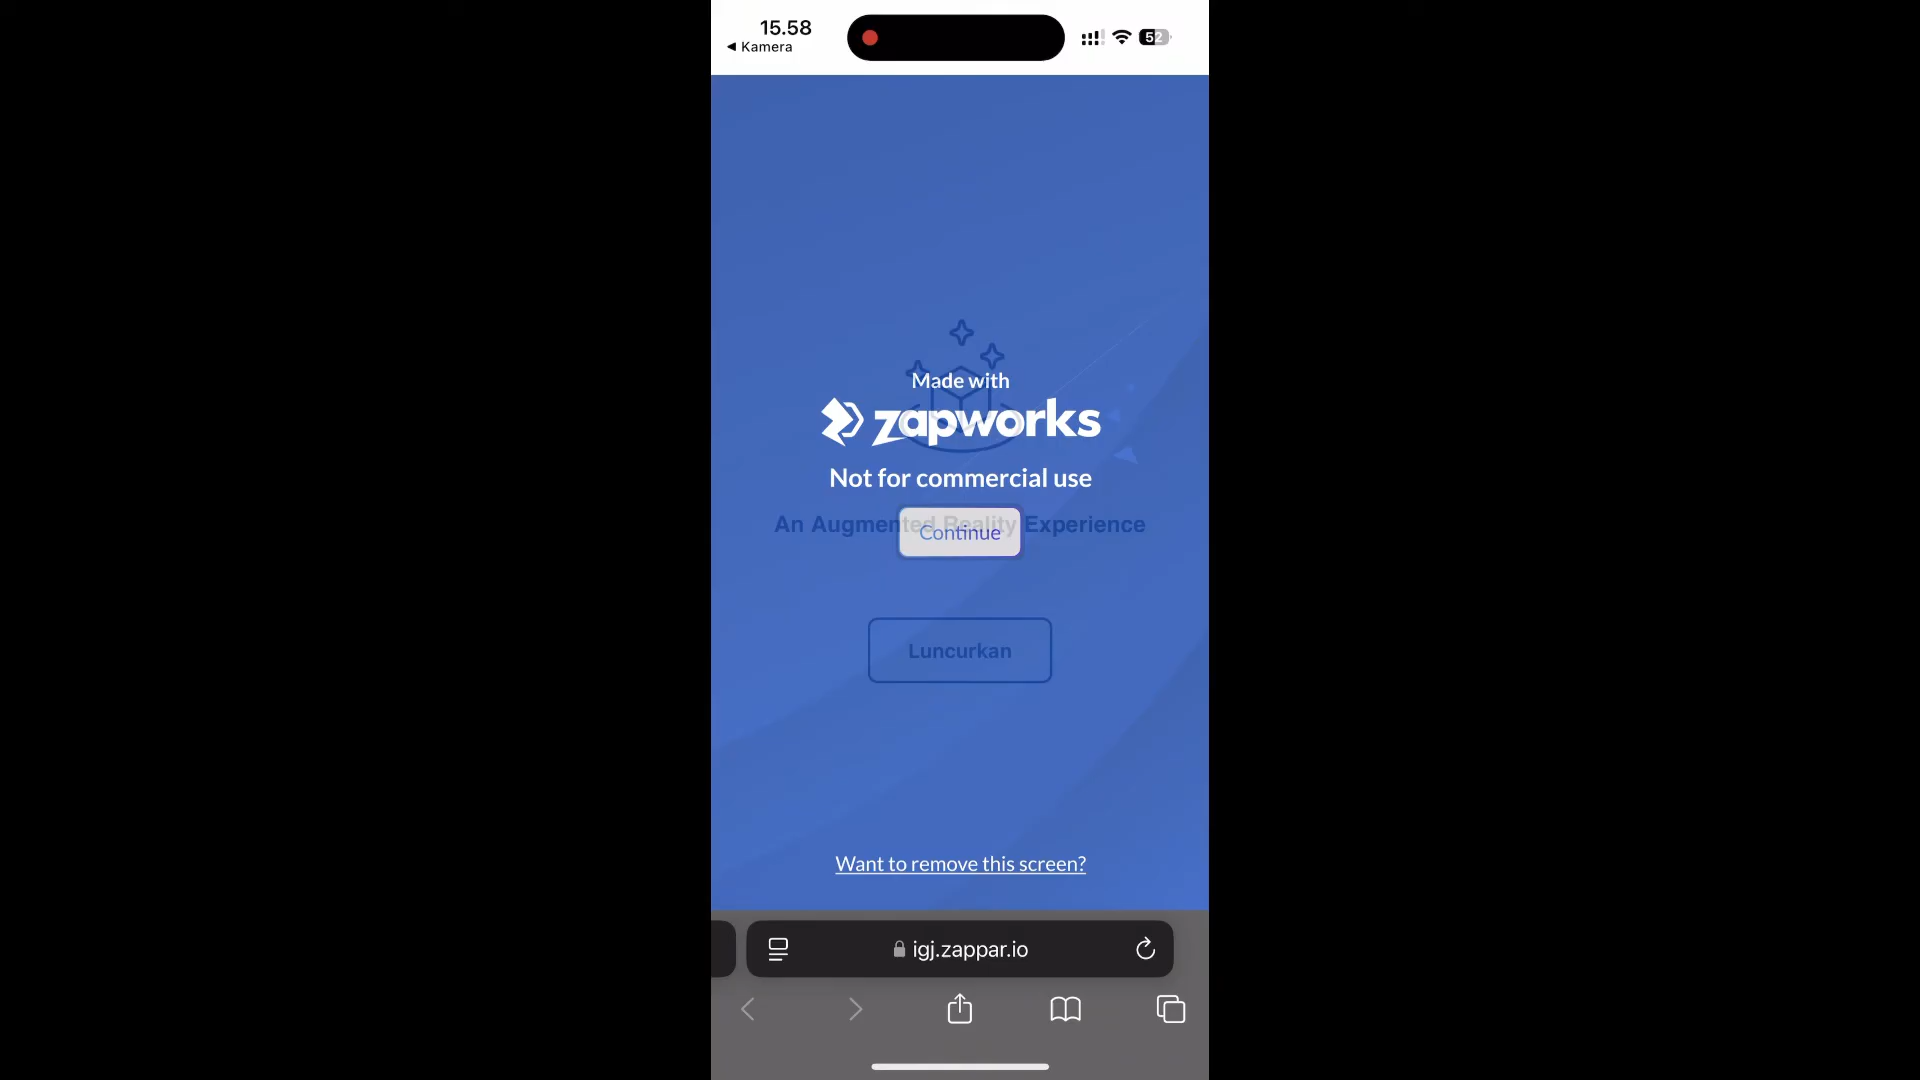 15.58
◀ Kamera
52
Made with
zapworks
Not for commercial use
An Augmented Reality Experience
Continue
Luncurkan
Want to remove this screen?
igj.zappar.io